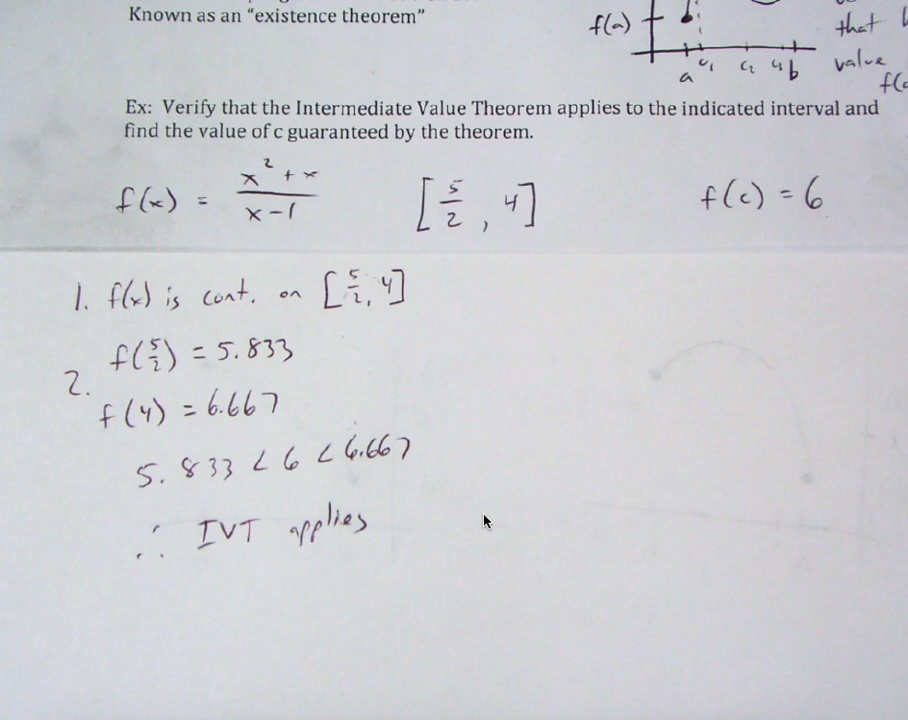 Known as an "existence theorem"
f(a)
that
value
a c₁ c₂ c₃ b
Ex: Verify that the Intermediate Value Theorem applies to the indicated interval and
find the value of c guaranteed by the theorem.
f(x) = (x² + x)/(x-1) [5/2, 4] f(c) = 6
1. f(x) is cont. on [5/2, 4]
f(5/2) = 5.833
2.
f(4) = 6.667
5.833 < 6 < 6.667
∴ IVT applies